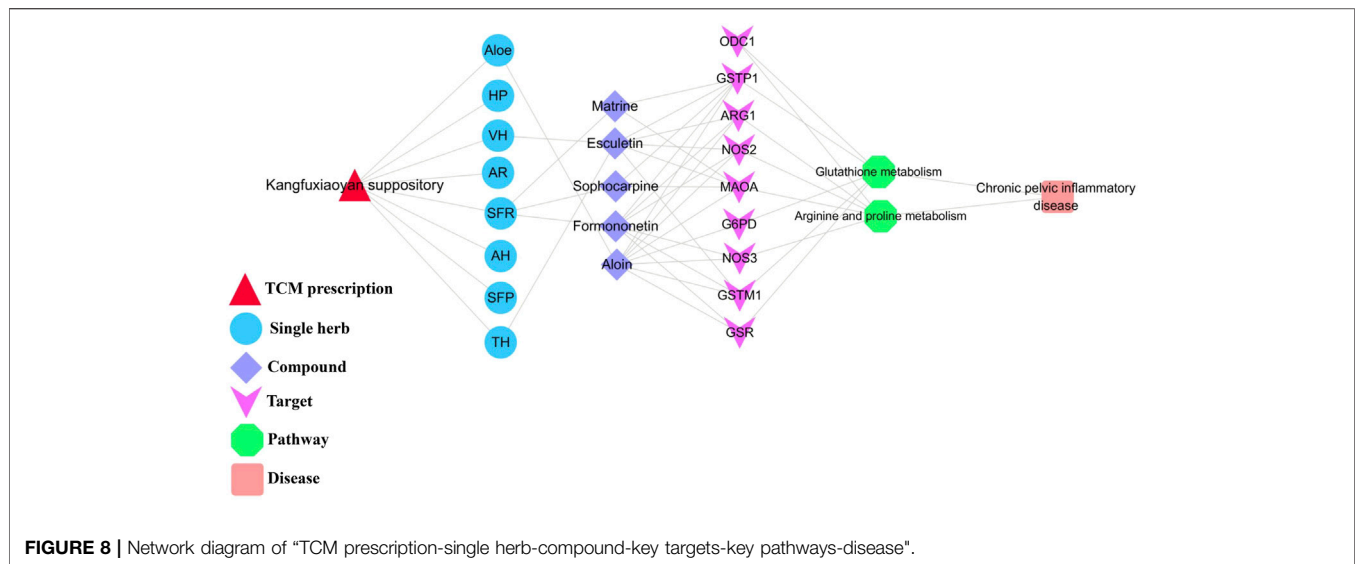 Kangfuxiaoyan suppository
Aloe
HP
VH
AR
SFR
AH
SFP
TH
Matrine
Esculetin
Sophocarpine
Formononetin
Aloin
ODC1
GSTP1
ARG1
NOS2
MAOA
G6PD
NOS3
GSTM1
GSR
Glutathione metabolism
Arginine and proline metabolism
Chronic pelvic inflammatory
disease
TCM prescription
Single herb
Compound
Target
Pathway
Disease
FIGURE 8 | Network diagram of “TCM prescription-single herb-compound-key targets-key pathways-disease".